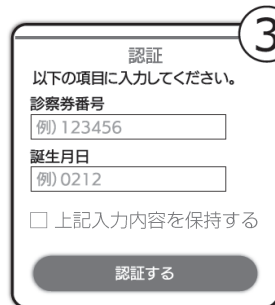 3
認証
以下の項目に入力してください。
診察券番号
例）123456
誕生月日
例）0212
□ 上記入力内容を保持する
認証する